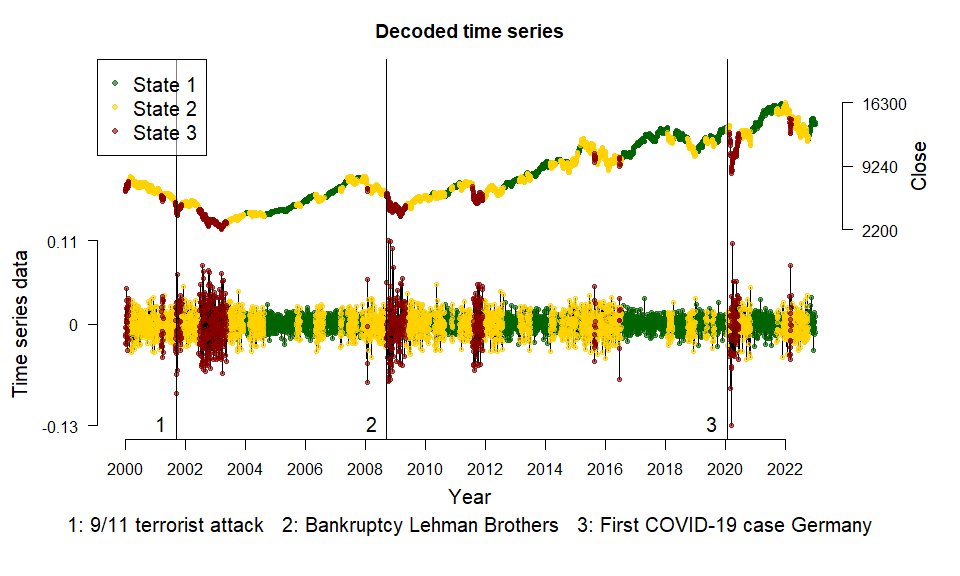 Decoded time series
State 1
State 2
State 3
16300
9240
2200
Close
0.11
0
-0.13
Time series data
1
2
3
2000 2002 2004 2006 2008 2010 2012 2014 2016 2018 2020 2022
Year
1: 9/11 terrorist attack 2: Bankruptcy Lehman Brothers 3: First COVID-19 case Germany